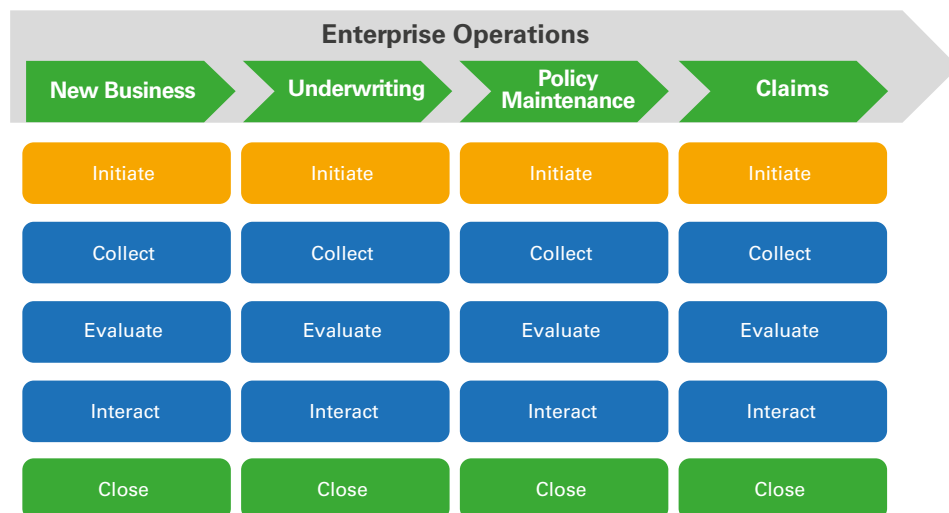 Enterprise Operations
New Business
Underwriting
Policy
Maintenance
Claims
Initiate
Initiate
Initiate
Initiate
Collect
Collect
Collect
Collect
Evaluate
Evaluate
Evaluate
Evaluate
Interact
Interact
Interact
Interact
Close
Close
Close
Close